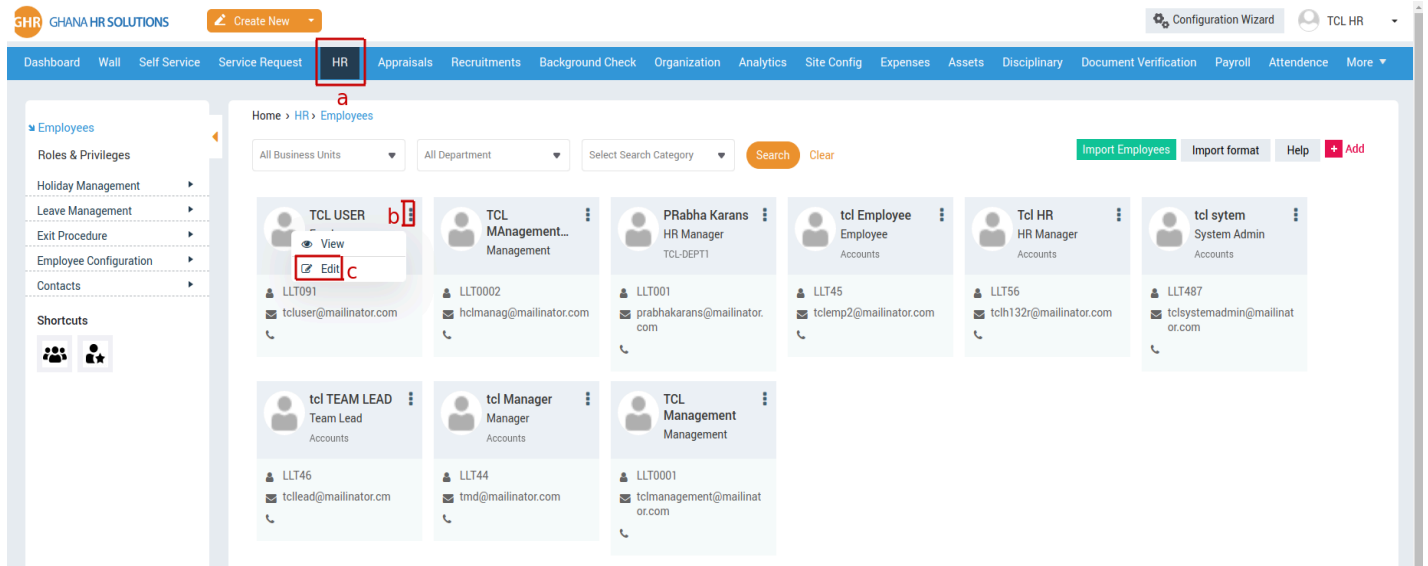 GHR GHANA HR SOLUTIONS Create New Configuration Wizard TCL HR
Dashboard Wall Self Service Service Request HR Appraisals Recruitments Background Check Organization Analytics Site Config Expenses Assets Disciplinary Document Verification Payroll Attendence More
a
Employees
Roles & Privileges
Holiday Management
Leave Management
Exit Procedure
Employee Configuration
Contacts
Shortcuts
Home › HR › Employees
All Business Units All Department Select Search Category Search Clear Import Employees Import format Help + Add
TCL USER b
View
Edit c
LLT091
tcluser@mailinator.com
TCL
MAnagement...
Management
LLT0002
hclmanag@mailinator.com
PRabha Karans
HR Manager
TCL-DEPT1
LLT001
prabhakarans@mailinator.
com
tcl Employee
Employee
Accounts
LLT45
tclemp2@mailinator.com
Tcl HR
HR Manager
Accounts
LLT56
tclh132r@mailinator.com
tcl sytem
System Admin
Accounts
LLT487
tclsystemadmin@mailinat
or.com
tcl TEAM LEAD
Team Lead
Accounts
LLT46
tcllead@mailinator.cm
tcl Manager
Manager
Accounts
LLT44
tmd@mailinator.com
TCL
Management
Management
LLT0001
tclmanagement@mailinat
or.com